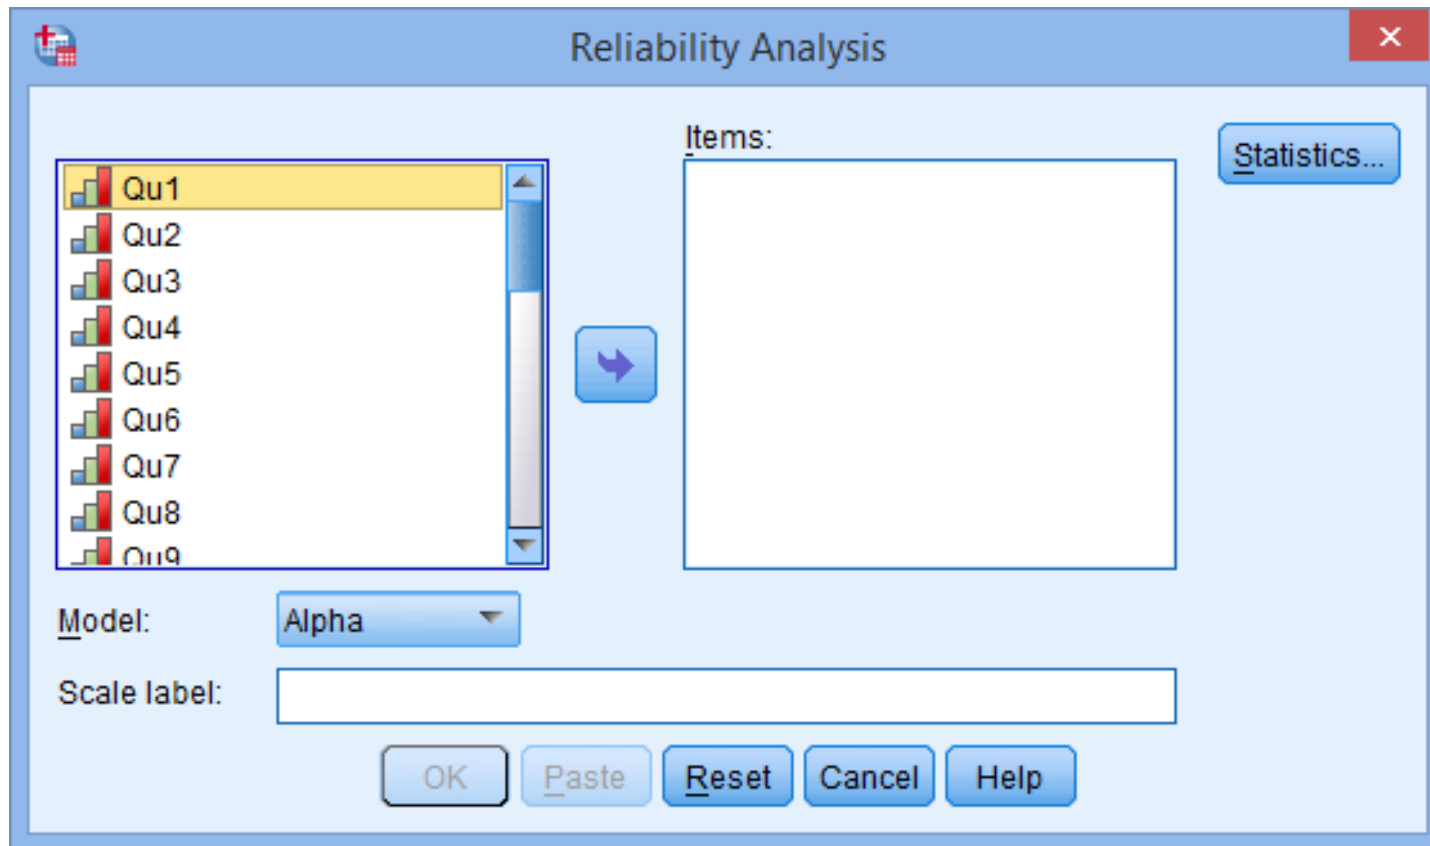 Reliability Analysis
Items:
Statistics...
Qu1
Qu2
Qu3
Qu4
Qu5
Qu6
Qu7
Qu8
Qu9
Model:
Alpha
Scale label:
OK
Paste
Reset
Cancel
Help